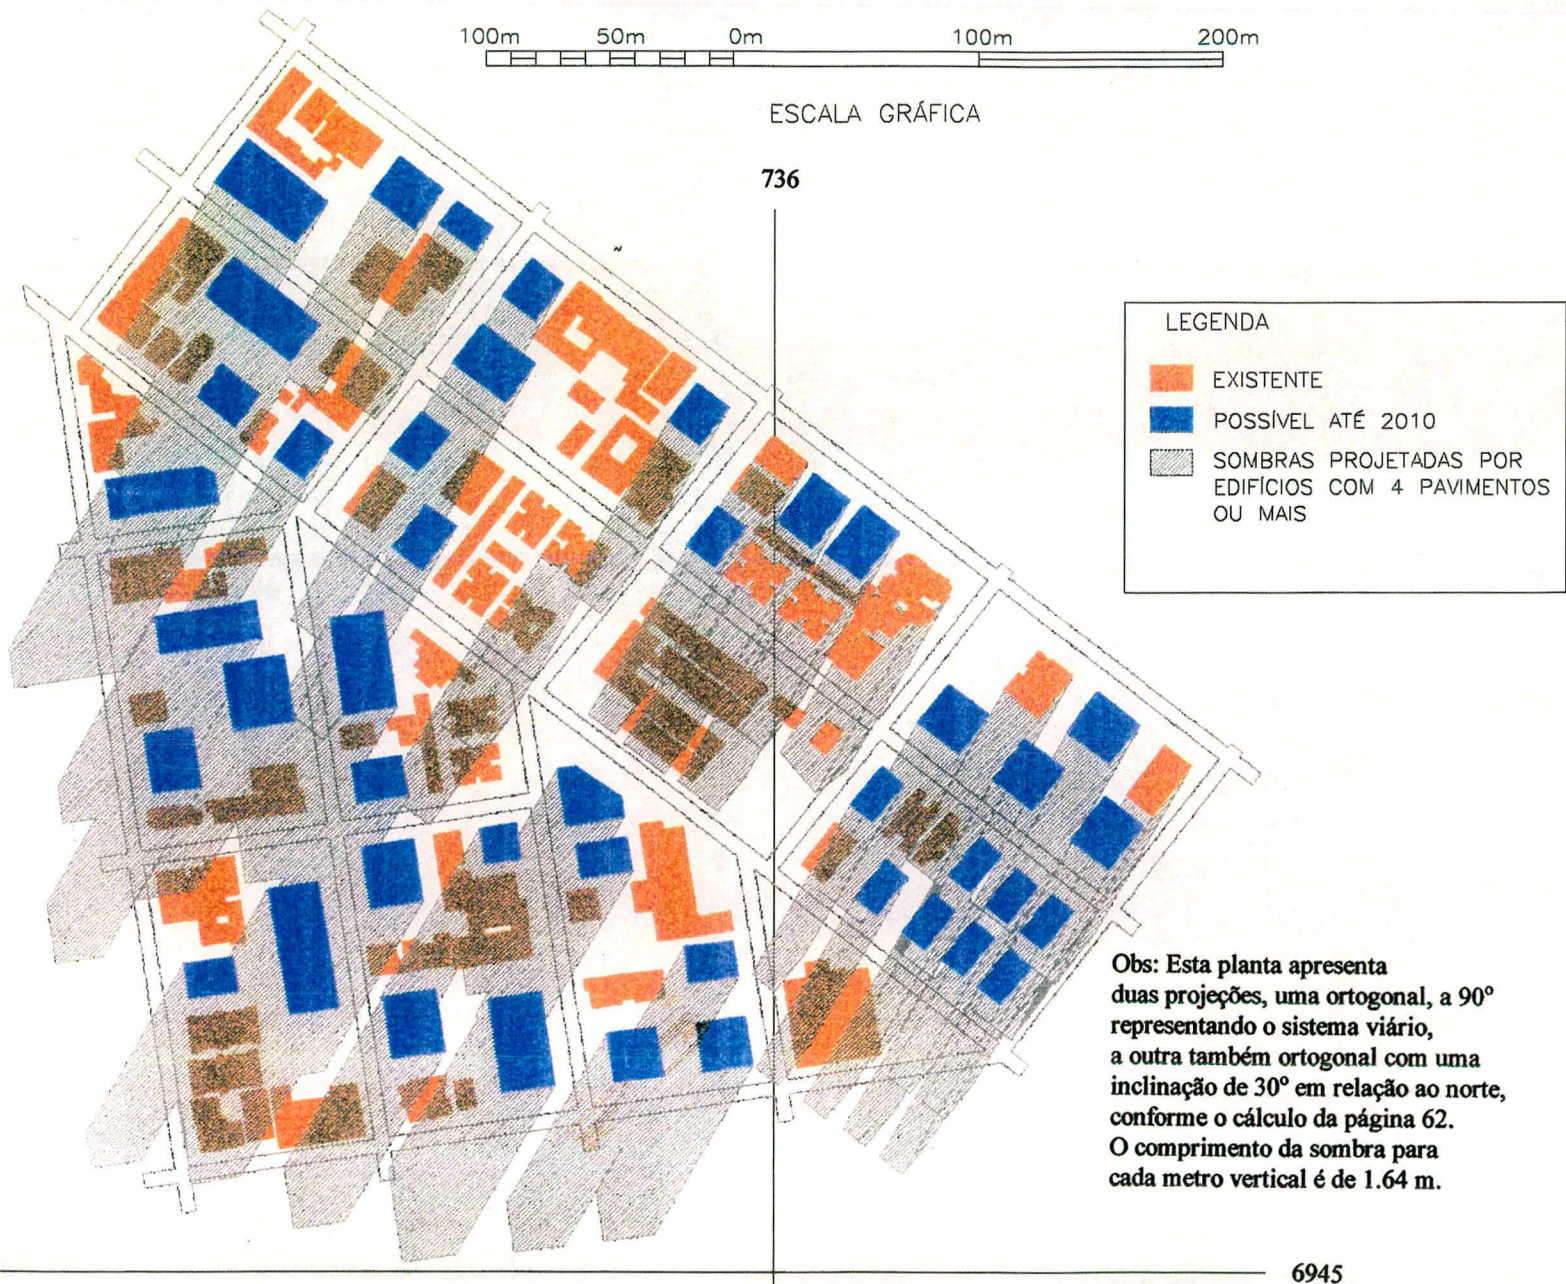 100m 50m 0m 100m 200m
ESCALA GRÁFICA
736
LEGENDA
EXISTENTE
POSSÍVEL ATÉ 2010
SOMBRAS PROJETADAS POR
EDIFÍCIOS COM 4 PAVIMENTOS
OU MAIS
Obs: Esta planta apresenta
duas projeções, uma ortogonal, a 90º
representando o sistema viário,
a outra também ortogonal com uma
inclinação de 30º em relação ao norte,
conforme o cálculo da página 62.
O comprimento da sombra para
cada metro vertical é de 1.64 m.
6945